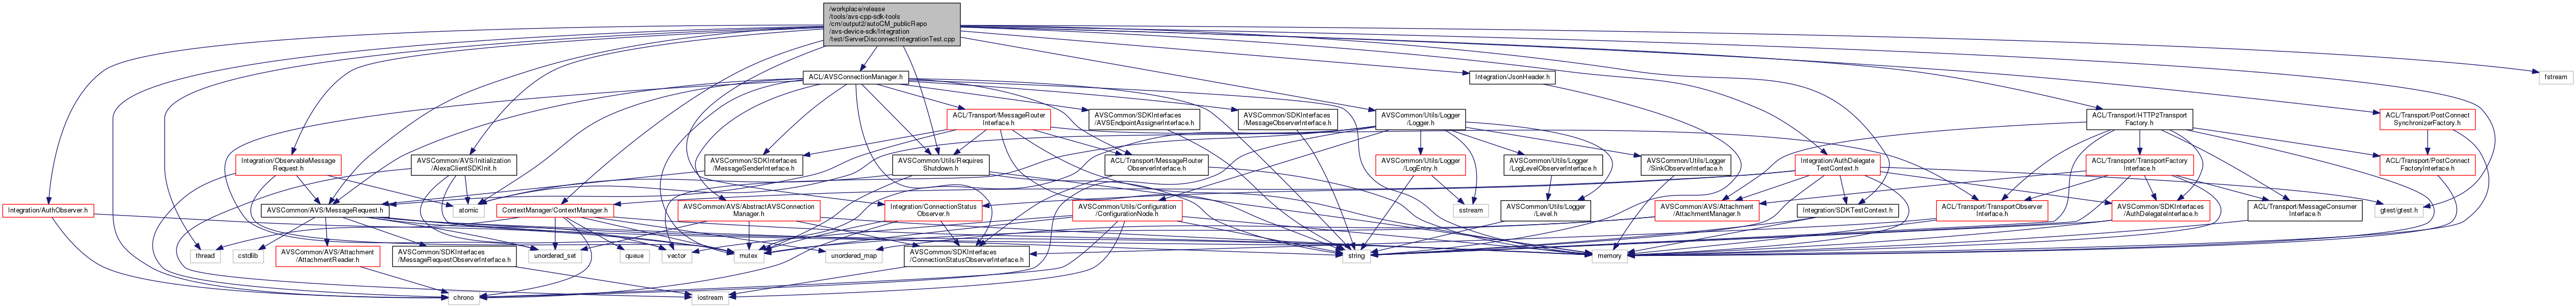 /workplace/release
/tools/avs-cpp-sdk-tools
/cm/output2/autoCM_publicRepo
/avs-device-sdk/Integration
/test/ServerDisconnectIntegrationTest.cpp
ACL/AVSConnectionManager.h
Integration/JsonHeader.h
fstream
ACL/Transport/MessageRouter
Interface.h
AVSCommon/SDKInterfaces
/AVSEndpointAssignerInterface.h
AVSCommon/SDKInterfaces
/MessageObserverInterface.h
AVSCommon/Utils/Logger
/Logger.h
ACL/Transport/HTTP2Transport
Factory.h
ACL/Transport/PostConnect
SynchronizerFactory.h
Integration/ObservableMessage
Request.h
AVSCommon/AVS/Initialization
/AlexaClientSDKInit.h
AVSCommon/SDKInterfaces
/MessageSenderInterface.h
AVSCommon/Utils/Requires
Shutdown.h
ACL/Transport/MessageRouter
ObserverInterface.h
AVSCommon/Utils/Logger
/LogEntry.h
AVSCommon/Utils/Logger
/LogLevelObserverInterface.h
AVSCommon/Utils/Logger
/SinkObserverInterface.h
Integration/AuthDelegate
TestContext.h
ACL/Transport/TransportFactory
Interface.h
ACL/Transport/PostConnect
FactoryInterface.h
Integration/AuthObserver.h
AVSCommon/AVS/MessageRequest.h
atomic
ContextManager/ContextManager.h
AVSCommon/AVS/AbstractAVSConnection
Manager.h
Integration/ConnectionStatus
Observer.h
AVSCommon/Utils/Configuration
/ConfigurationNode.h
sstream
AVSCommon/Utils/Logger
/Level.h
AVSCommon/AVS/Attachment
/AttachmentManager.h
Integration/SDKTestContext.h
ACL/Transport/TransportObserver
Interface.h
AVSCommon/SDKInterfaces
/AuthDelegateInterface.h
ACL/Transport/MessageConsumer
Interface.h
gtest/gtest.h
thread
cstdlib
AVSCommon/AVS/Attachment
/AttachmentReader.h
AVSCommon/SDKInterfaces
/MessageRequestObserverInterface.h
unordered_set
queue
vector
mutex
unordered_map
AVSCommon/SDKInterfaces
/ConnectionStatusObserverInterface.h
string
memory
chrono
iostream